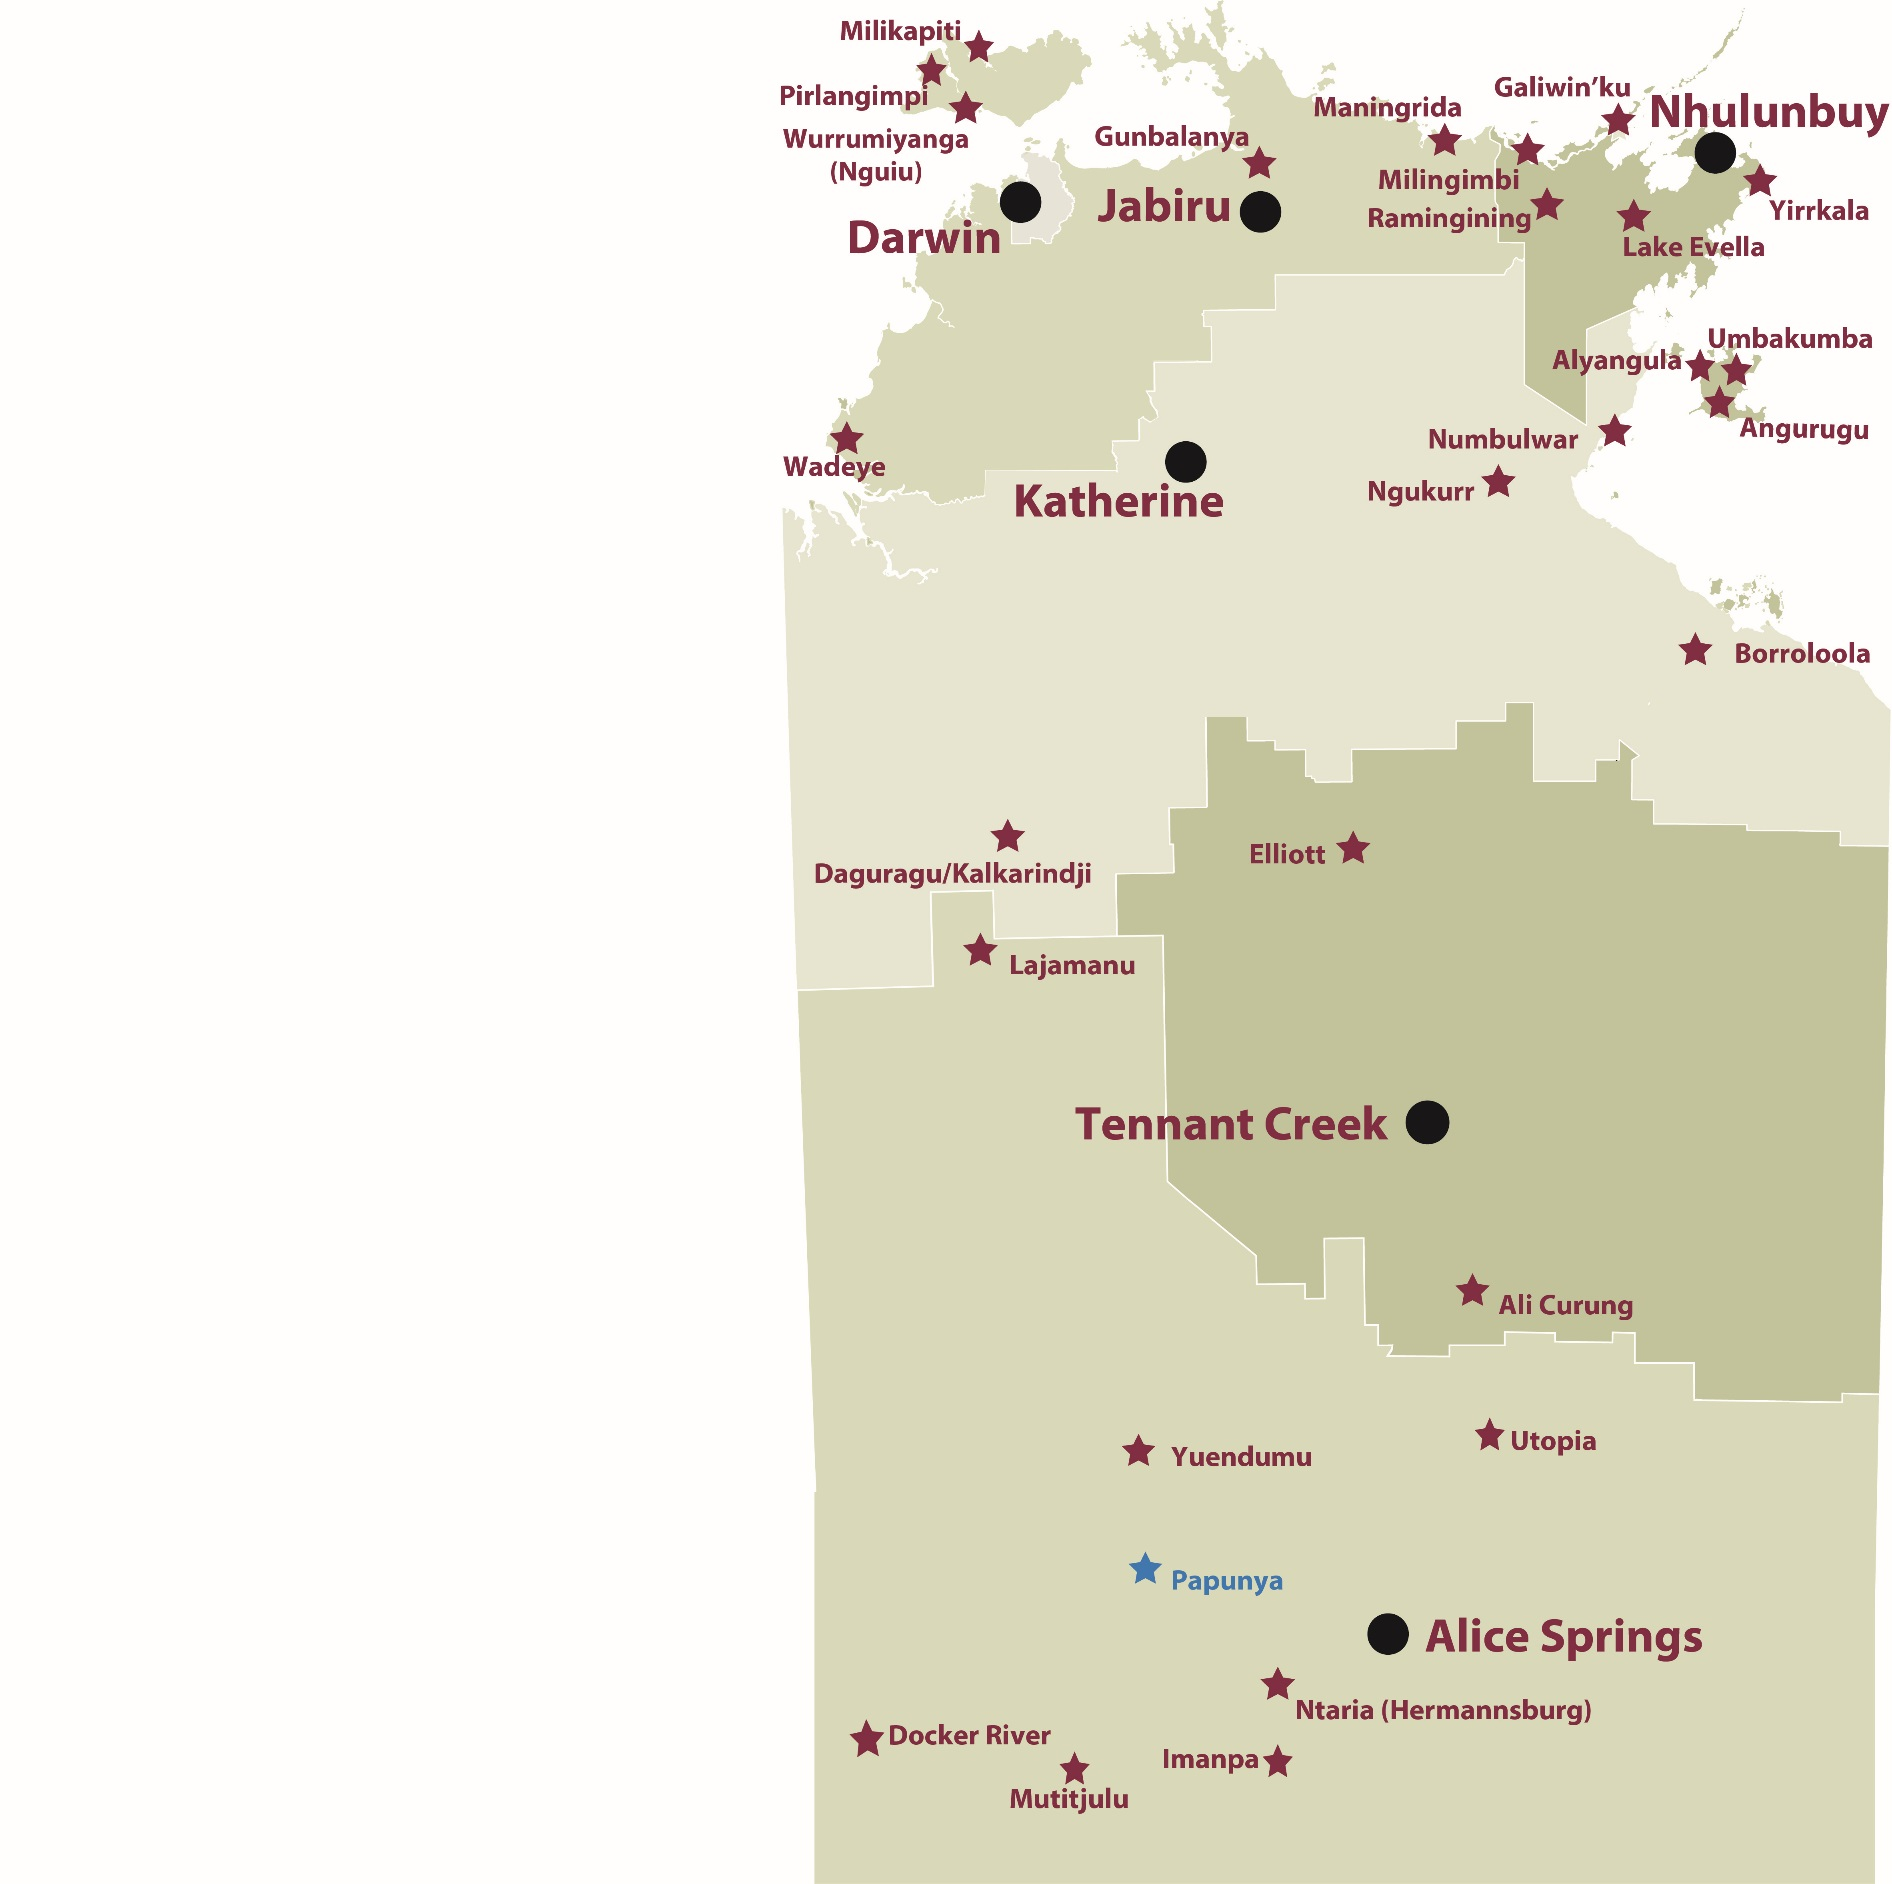 Milikapiti
Pirlangimpi
Wurrumiyanga
(Nguiu)
Darwin
Gunbalanya
Jabiru
Maningrida
Galiwin’ku
Nhulunbuy
Milingimbi
Ramingining
Yirrkala
Lake Evella
Umbakumba
Alyangula
Angurugu
Numbulwar
Ngukurr
Wadeye
Katherine
Borroloola
Daguragu/Kalkarindji
Elliott
Lajamanu
Tennant Creek
Ali Curung
Utopia
Yuendumu
Papunya
Alice Springs
Ntaria (Hermannsburg)
Docker River
Imanpa
Mutitjulu